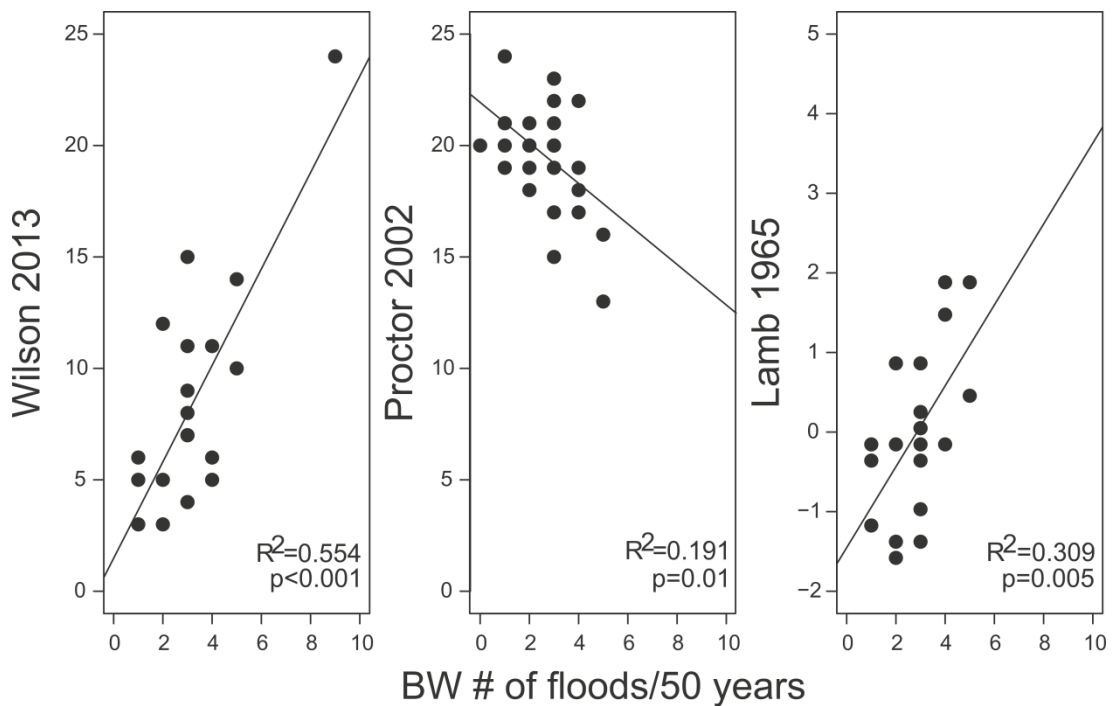 Wilson 2013
25
20
15
10
5
0
0 2 4 6 8 10
R²=0.554
p<0.001
Proctor 2002
25
20
15
10
5
0
0 2 4 6 8 10
R²=0.191
p=0.01
Lamb 1965
5
4
3
2
1
0
−1
−2
0 2 4 6 8 10
R²=0.309
p=0.005
BW # of floods/50 years